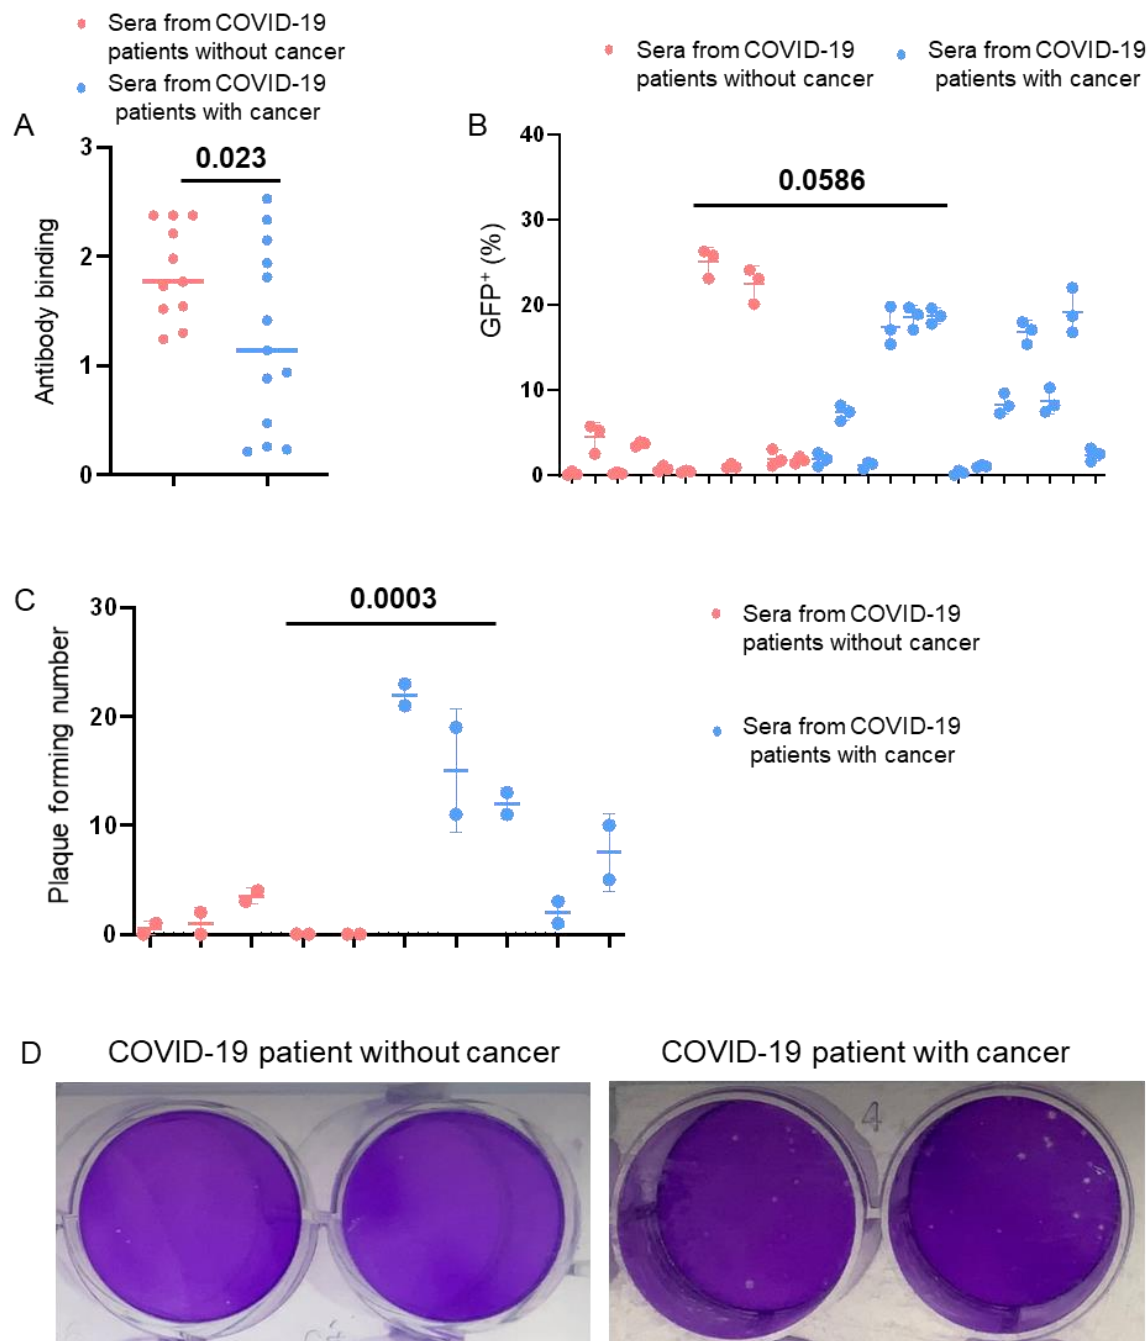 Sera from COVID-19
patients without cancer
Sera from COVID-19
patients with cancer
A
3
2
1
0
Antibody binding
0.023
Sera from COVID-19
patients without cancer
Sera from COVID-19
patients with cancer
B
40
30
20
10
0
GFP+ (%)
0.0586
C
30
20
10
0
Plaque forming number
0.0003
Sera from COVID-19
patients without cancer
Sera from COVID-19
patients with cancer
D
COVID-19 patient without cancer
COVID-19 patient with cancer
4